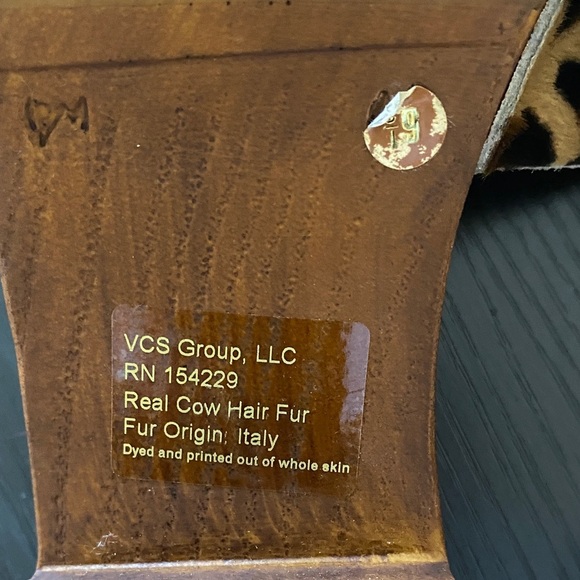 VCS Group, LLC
RN 154229
Real Cow Hair Fur
Fur Origin, Italy
Dyed and printed out of whole skin